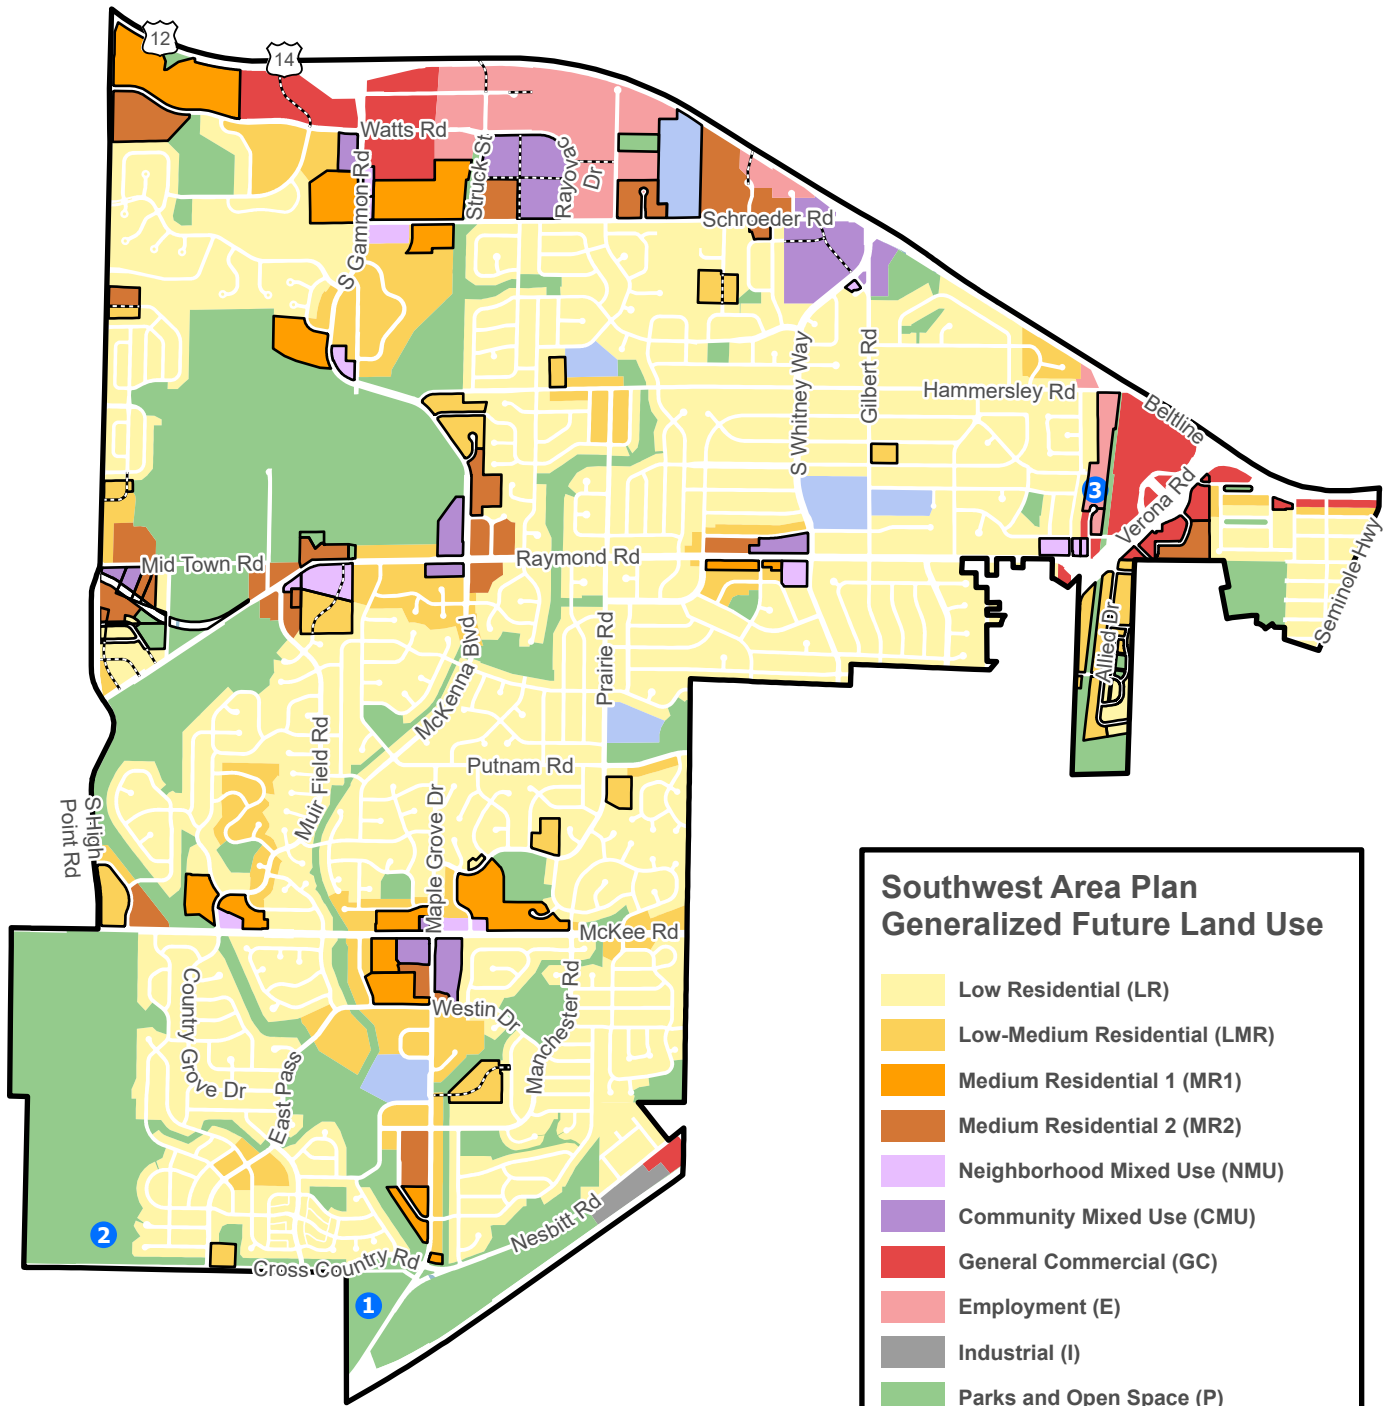 12
14
Watts Rd
S Gammon Rd
Struck St
Rayovac
Dr
Schroeder Rd
S Whitney Way
Gilbert Rd
Hammersley Rd
Beltline
3
Verona Rd
Seminole Hwy
Mid Town Rd
Raymond Rd
Allied Dr
McKenna Blvd
Prairie Rd
Muir Field Rd
Putnam Rd
Maple Grove Dr
S High
Point Rd
McKee Rd
Country
Grove Dr
Westin Dr
Manchester Rd
East Pass
2
Nesbitt Rd
Cross Country Rd
1
Southwest Area Plan
Generalized Future Land Use
Low Residential (LR)
Low-Medium Residential (LMR)
Medium Residential 1 (MR1)
Medium Residential 2 (MR2)
Neighborhood Mixed Use (NMU)
Community Mixed Use (CMU)
General Commercial (GC)
Employment (E)
Industrial (I)
Parks and Open Space (P)